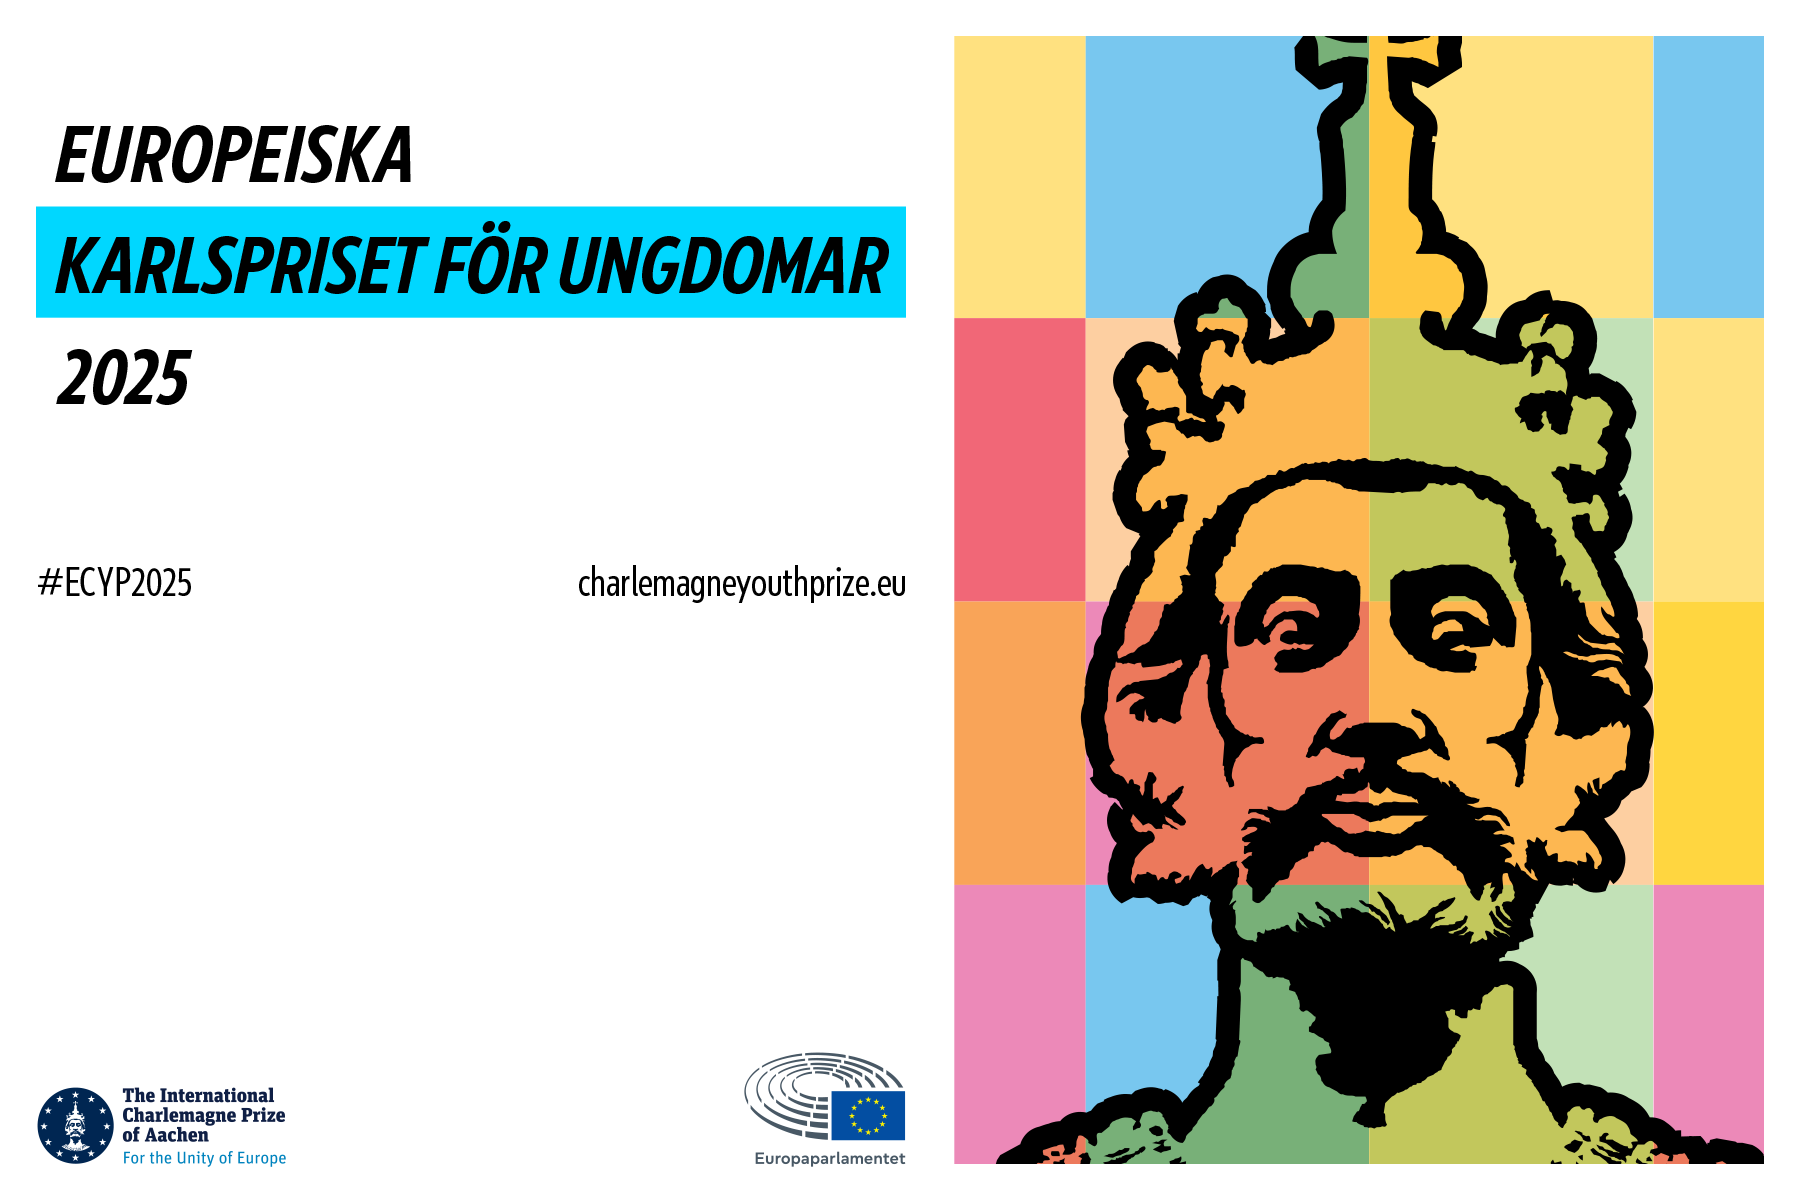 EUROPEISKA
KARLSPRISET FÖR UNGDOMAR
2025
#ECYP2025
charlemagneyouthprize.eu
The International
Charlemagne Prize
of Aachen
For the Unity of Europe
Europaparlamentet